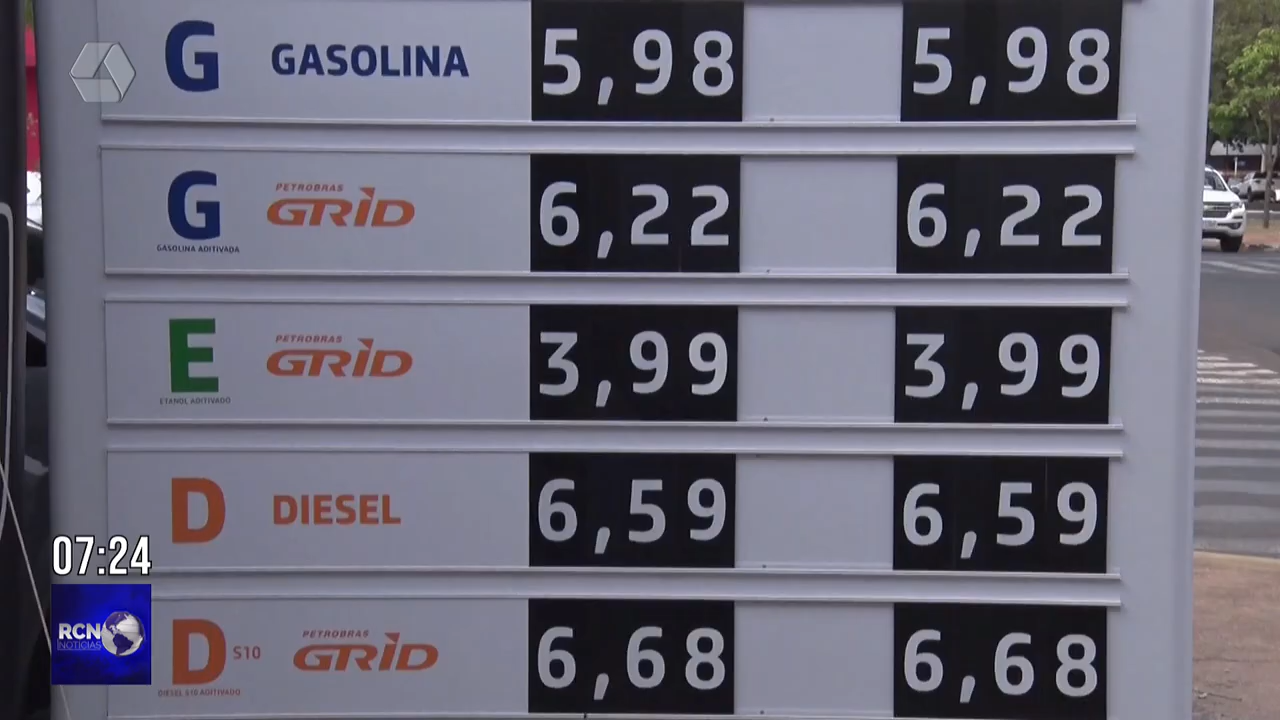 G GASOLINA 5,98 5,98
G PETROBRAS GRID 6,22 6,22
GASOLINA ADITIVADA
E PETROBRAS GRID 3,99 3,99
ETANOL ADITIVADO
D DIESEL 6,59 6,59
07:24
RCN
NOTÍCIAS
D S10 PETROBRAS GRID 6,68 6,68
DIESEL S10 ADITIVADO